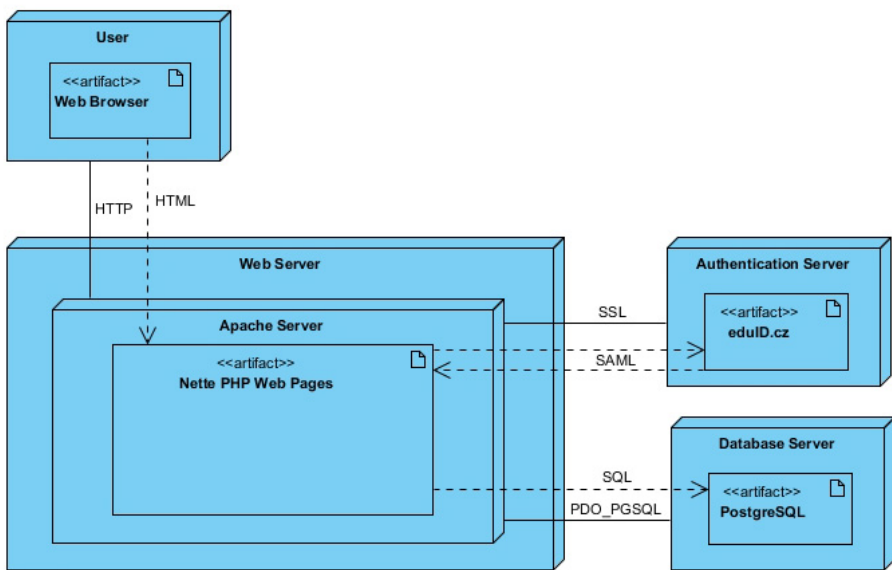 User
<<artifact>>
Web Browser
HTTP
HTML
Web Server
Authentication Server
Apache Server
<<artifact>>
Nette PHP Web Pages
SSL
<<artifact>>
eduID.cz
SAML
Database Server
SQL
<<artifact>>
PostgreSQL
PDO_PGSQL